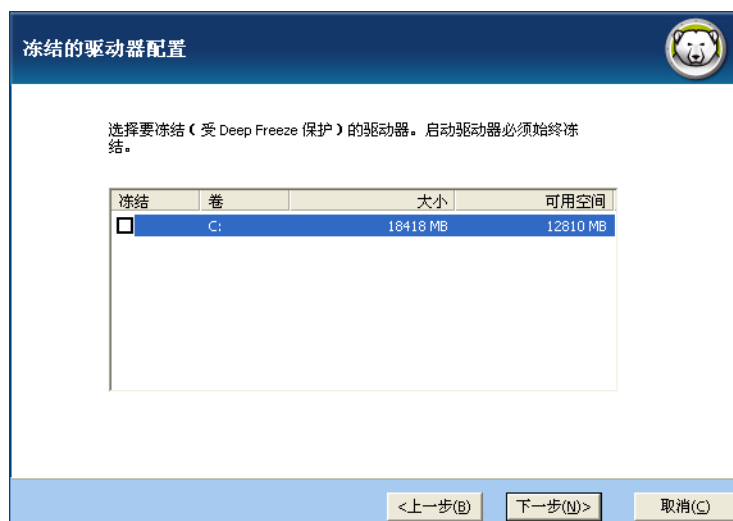 冻结的驱动器配置
选择要冻结（受 Deep Freeze 保护）的驱动器。启动驱动器必须始终冻
结。
冻结 卷 大小 可用空间
C: 18418 MB 12810 MB
<上一步(B) 下一步(N)> 取消(C)